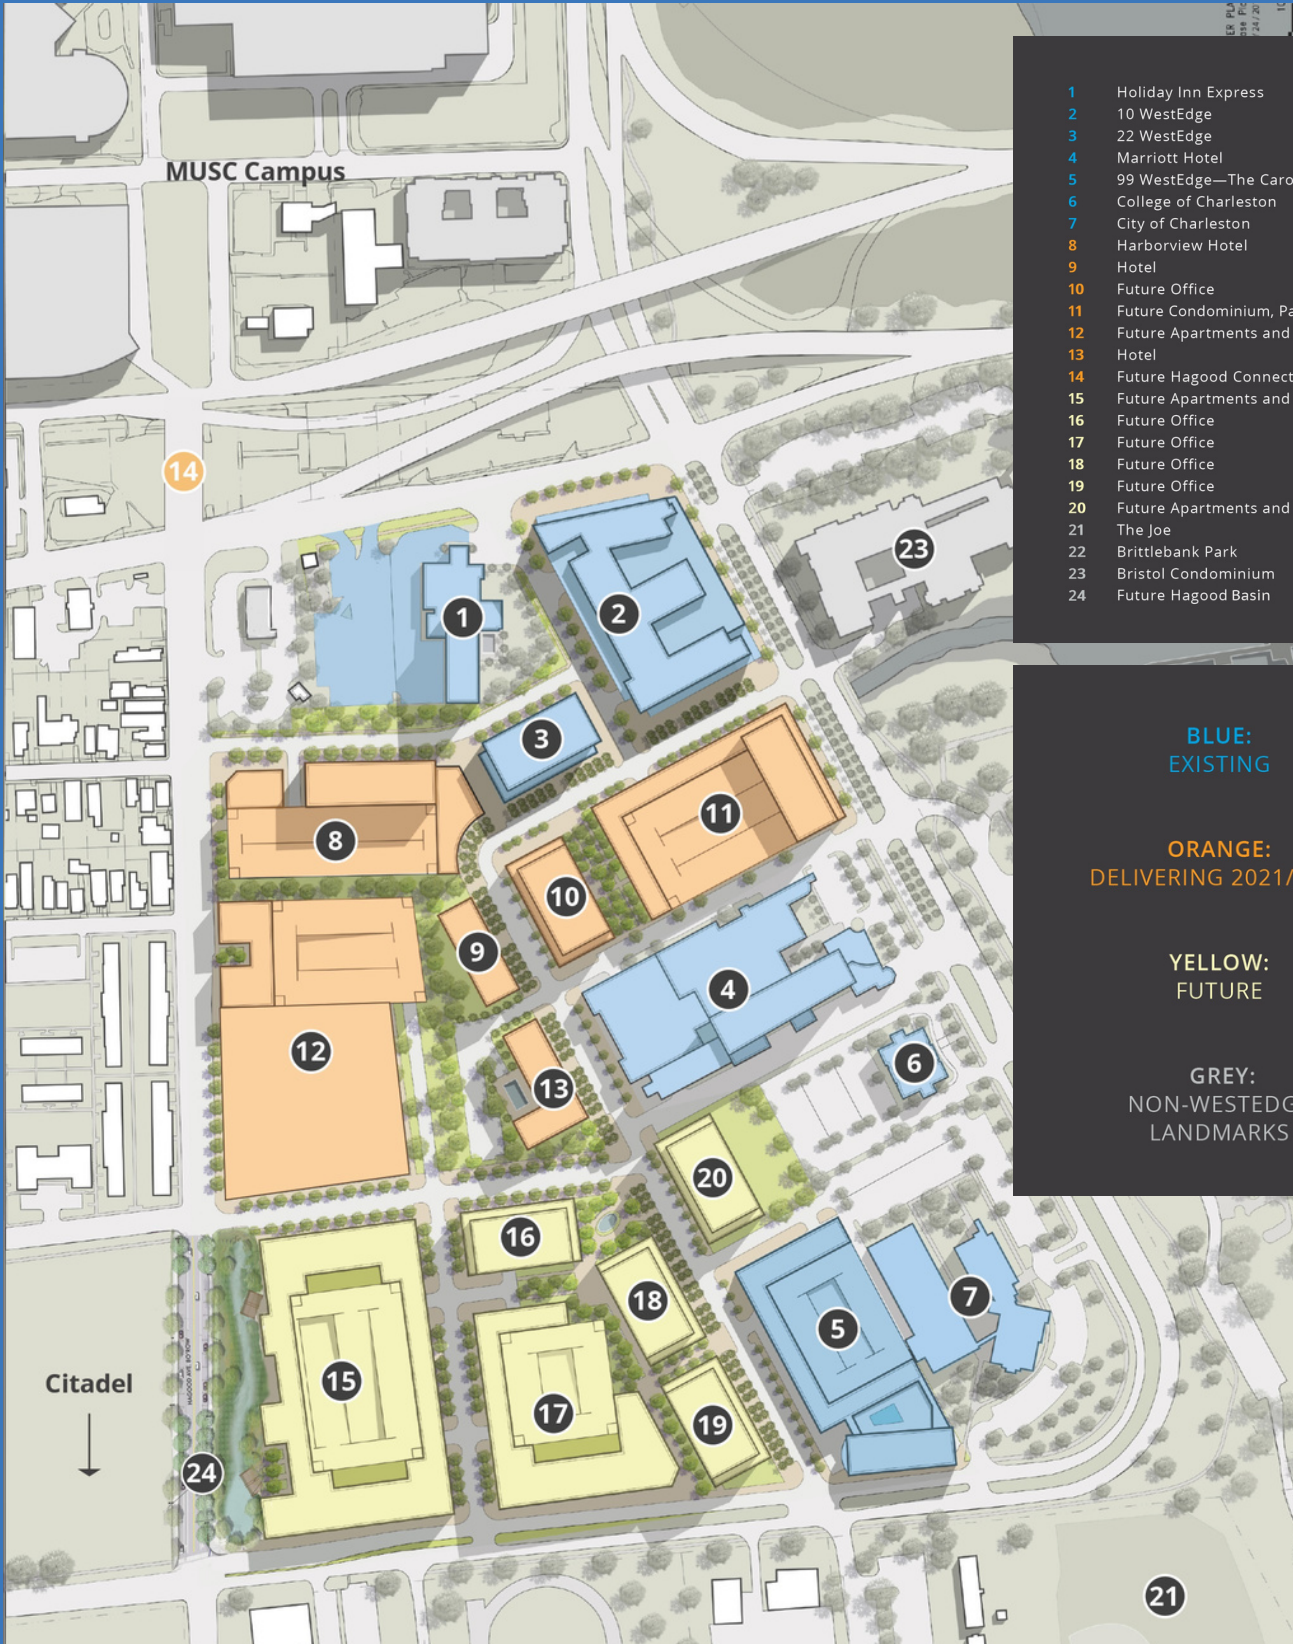 MUSC Campus
1 Holiday Inn Express
2 10 WestEdge
3 22 WestEdge
4 Marriott Hotel
5 99 WestEdge—The Caro
6 College of Charleston
7 City of Charleston
8 Harborview Hotel
9 Hotel
10 Future Office
11 Future Condominium, Pa
12 Future Apartments and
13 Hotel
14 Future Hagood Connect
15 Future Apartments and
16 Future Office
17 Future Office
18 Future Office
19 Future Office
20 Future Apartments and
21 The Joe
22 Brittlebank Park
23 Bristol Condominium
24 Future Hagood Basin
BLUE:
EXISTING
ORANGE:
DELIVERING 2021/
YELLOW:
FUTURE
GREY:
NON-WESTEDG
LANDMARKS
14
23
1
2
3
11
8
10
9
4
12
6
13
20
16
7
18
5
15
Citadel
17
19
24
21